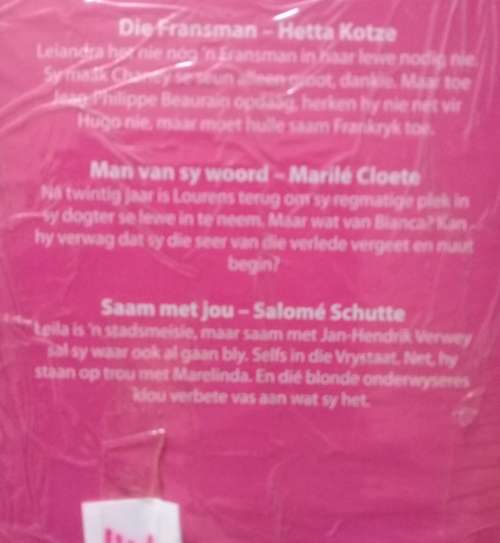 Die Fransman – Hetta Kotze
Leiandra het nie nóg 'n Fransman in haar lewe nodig nie.
Sy maak Charley se seun alleen groot, dankie. Maar toe
Jean-Philippe Beaurain opdaag, herken hy nie net vir
Hugo nie, maar moet hulle saam Frankryk toe.
Man van sy woord – Marilé Cloete
Ná twintig jaar is Lourens terug om sy regmatige plek in
sy dogter se lewe in te neem. Maar wat van Bianca? Kan
hy verwag dat sy die seer van die verlede vergeet en nuut
begin?
Saam met jou – Salomé Schutte
Leila is 'n stadsmeisie, maar saam met Jan-Hendrik Verwey
sal sy waar ook al gaan bly. Selfs in die Vrystaat. Net, hy
staan op trou met Marelinda. En dié blonde onderwyseres
klou verbete vas aan wat sy het.